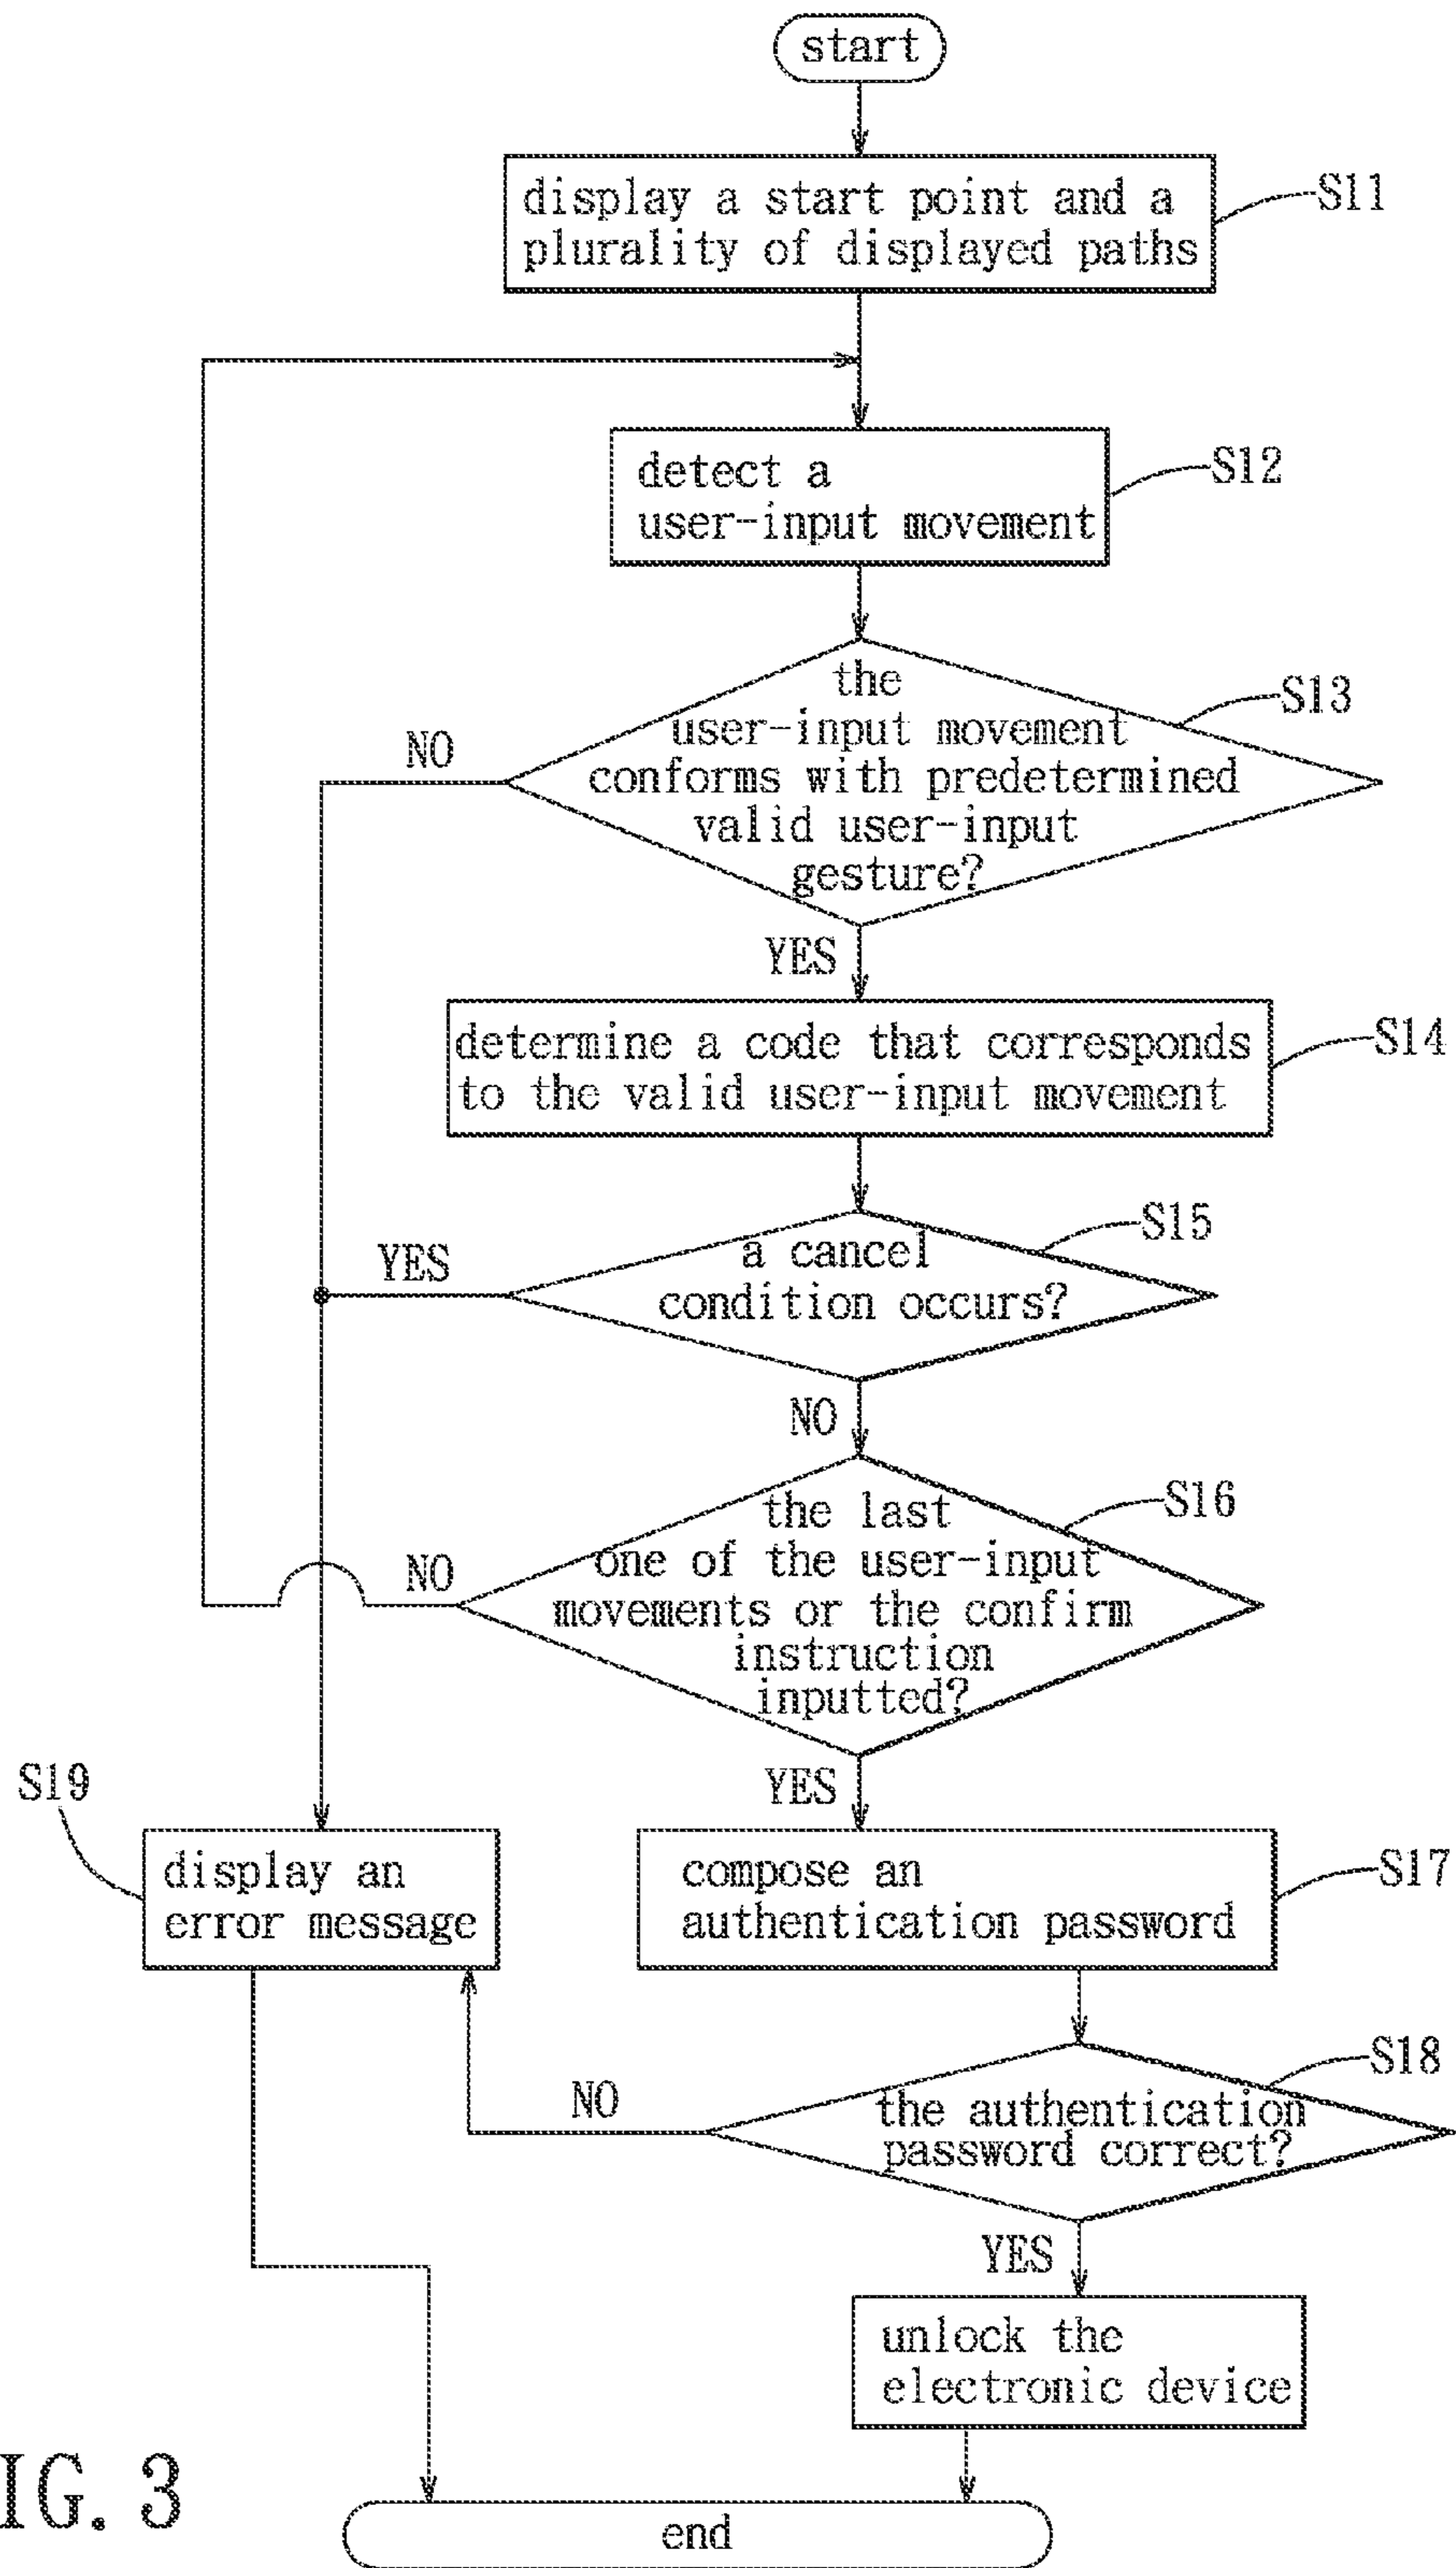 start
display a start point and a
plurality of displayed paths
S11
detect a
user-input movement
S12
the
user-input movement
conforms with predetermined
valid user-input
gesture?
S13
NO
YES
determine a code that corresponds
to the valid user-input movement
S14
a cancel
condition occurs?
S15
YES
NO
the last
one of the user-input
movements or the confirm
instruction
inputted?
S16
NO
YES
S19
display an
error message
compose an
authentication password
S17
the authentication
password correct?
S18
NO
YES
unlock the
electronic device
end
IG. 3